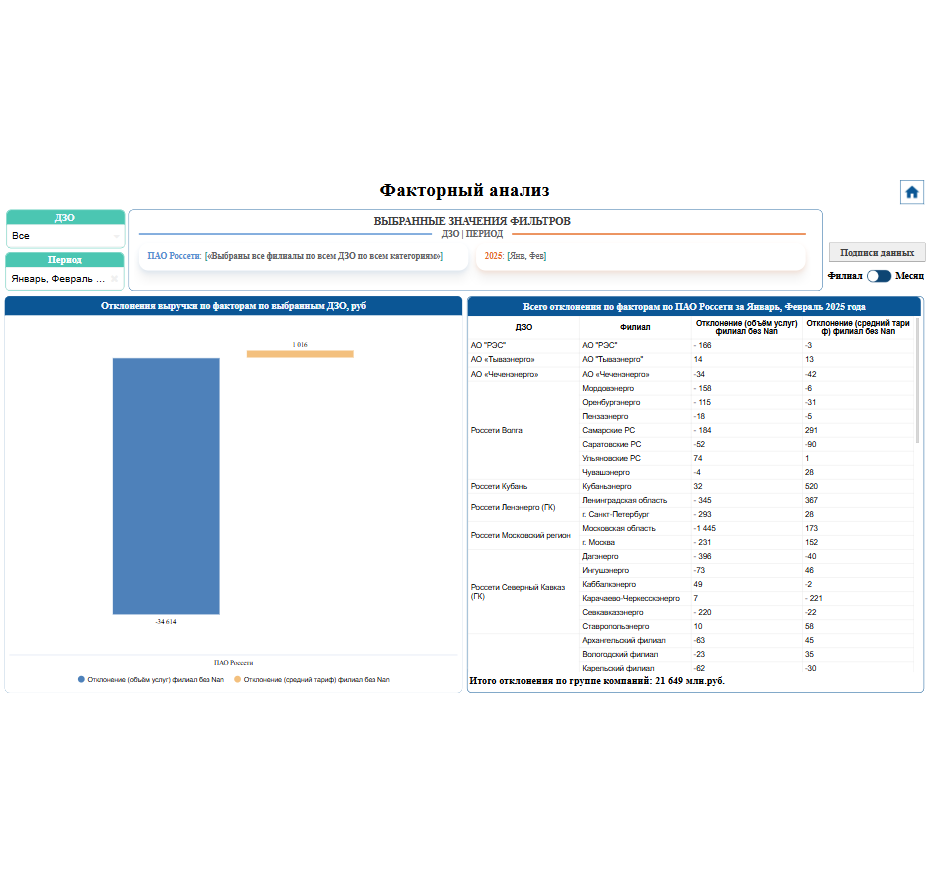 Факторный анализ
ДЗО
Все
Период
Январь, Февраль ...
ВЫБРАННЫЕ ЗНАЧЕНИЯ ФИЛЬТРОВ
ДЗО | ПЕРИОД
ПАО Россети: [«Выбраны все филиалы по всем ДЗО по всем категориям»]
2025: [Янв, Фев]
Подписи данных
Филиал Месяц
Отклонения выручки по факторам по выбранным ДЗО, руб
1 016
-34 614
ПАО Россети
Отклонение (объём услуг) филиал без Nan Отклонение (средний тариф) филиал без Nan
Всего отклонения по факторам по ПАО Россети за Январь, Февраль 2025 года
ДЗО Филиал Отклонение (объём услуг) филиал без Nan Отклонение (средний тари ф) филиал без Nan
АО "РЭС" АО "РЭС" - 166 -3
АО «Тываэнерго» АО "Тываэнерго" 14 13
АО «Чеченэнерго» АО «Чеченэнерго» -34 -42
Россети Волга Мордовэнерго - 158 -6
Оренбургэнерго - 115 -31
Пензаэнерго -18 -5
Самарские РС - 184 291
Саратовские РС -52 -90
Ульяновские РС 74 1
Чувашэнерго -4 28
Россети Кубань Кубаньэнерго 32 520
Россети Ленэнерго (ГК) Ленинградская область - 345 367
г. Санкт-Петербург - 293 28
Россети Московский регион Московская область -1 445 173
г. Москва - 231 152
Россети Северный Кавказ (ГК) Дагэнерго - 396 -40
Ингушэнерго -73 46
Каббалкэнерго 49 -2
Карачаево-Черкесскэнерго 7 - 221
Севкавказэнерго - 220 -22
Ставропольэнерго 10 58
Архангельский филиал -63 45
Вологодский филиал -23 35
Карельский филиал -62 -30
Итого отклонения по группе компаний: 21 649 млн.руб.